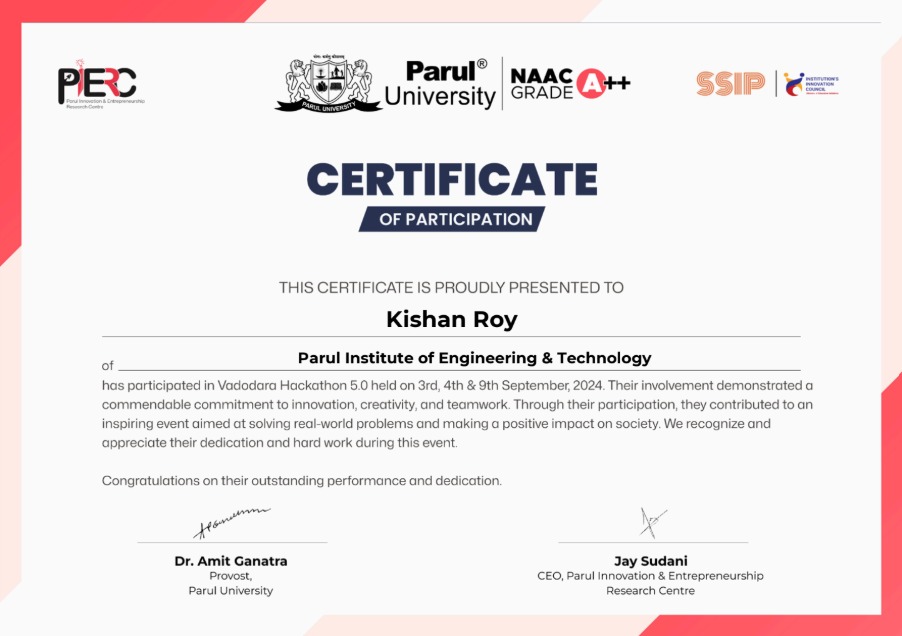 PIERC
Parul Innovation & Entrepreneurship
Research Centre
PARUL UNIVERSITY
Parul®
University
NAAC
GRADE A++
SSIP
INSTITUTION'S
INNOVATION
COUNCIL
CERTIFICATE
OF PARTICIPATION
THIS CERTIFICATE IS PROUDLY PRESENTED TO
Kishan Roy
of Parul Institute of Engineering & Technology
has participated in Vadodara Hackathon 5.0 held on 3rd, 4th & 9th September, 2024. Their involvement demonstrated a
commendable commitment to innovation, creativity, and teamwork. Through their participation, they contributed to an
inspiring event aimed at solving real-world problems and making a positive impact on society. We recognize and
appreciate their dedication and hard work during this event.
Congratulations on their outstanding performance and dedication.
Dr. Amit Ganatra
Provost,
Parul University
Jay Sudani
CEO, Parul Innovation & Entrepreneurship
Research Centre